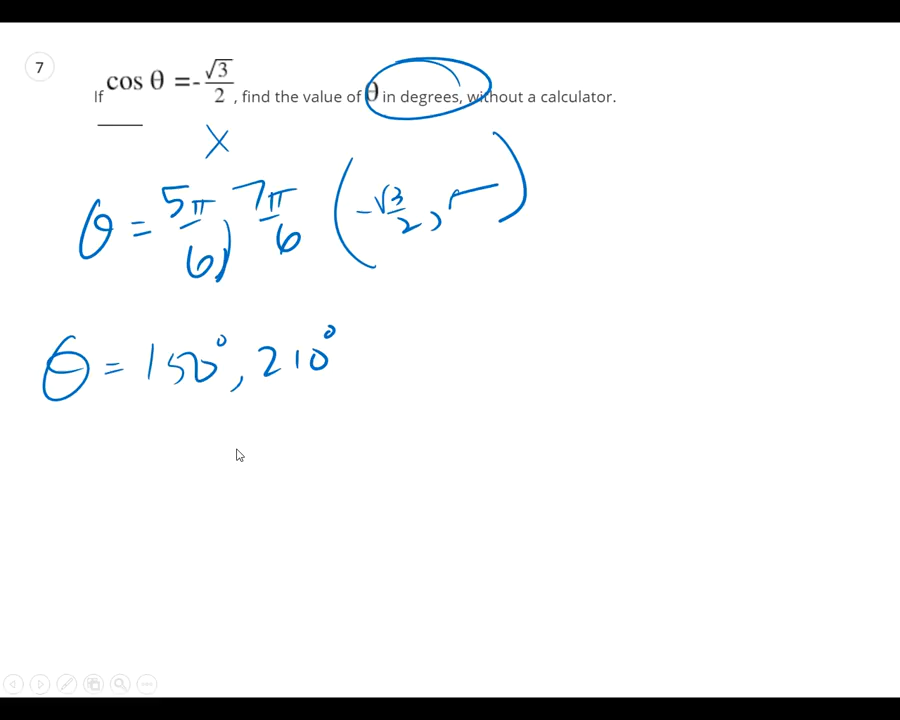 7
If cos θ = -√3/2, find the value of θ in degrees, without a calculator.
x
θ = 5π/6, 7π/6 (-√3/2, )
θ = 150°, 210°